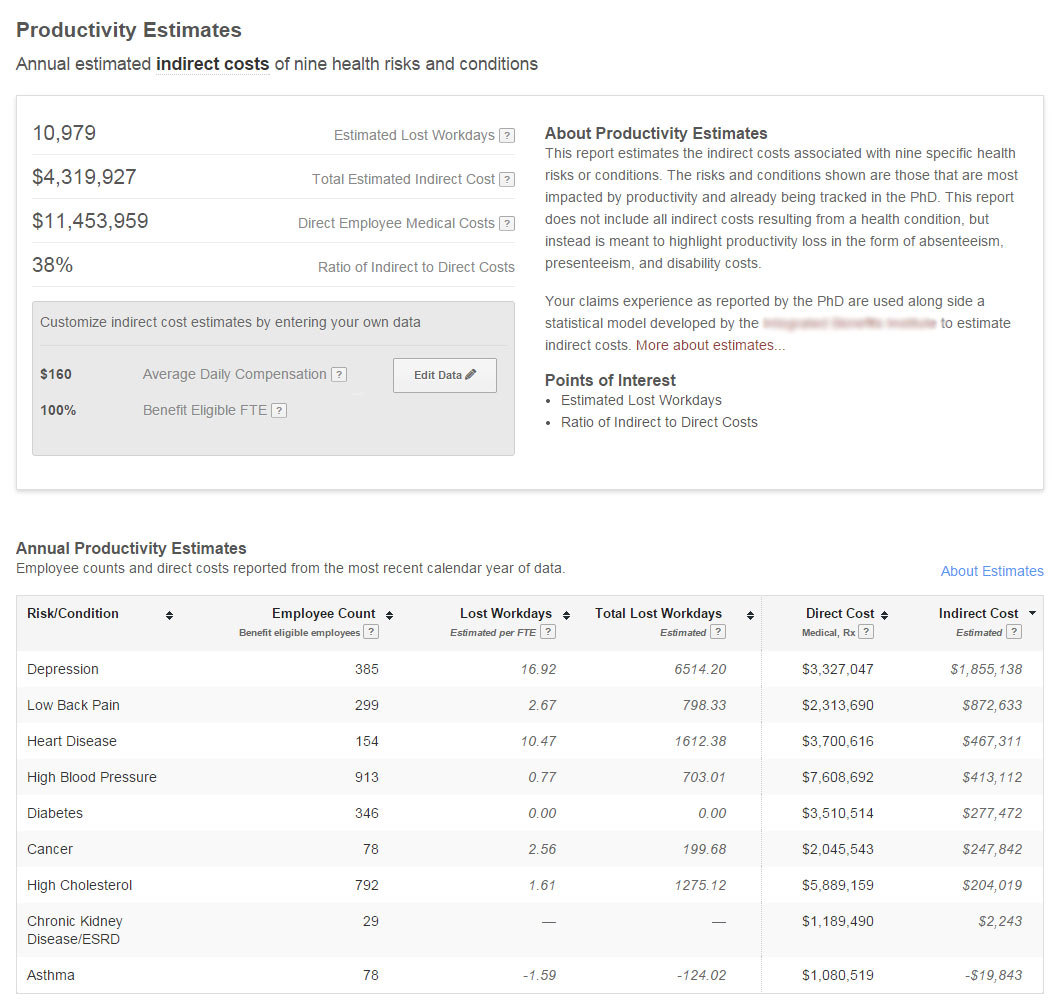 Productivity Estimates
Annual estimated indirect costs of nine health risks and conditions
10,979 Estimated Lost Workdays ?
$4,319,927 Total Estimated Indirect Cost ?
$11,453,959 Direct Employee Medical Costs ?
38% Ratio of Indirect to Direct Costs
Customize indirect cost estimates by entering your own data
$160 Average Daily Compensation ? Edit Data
100% Benefit Eligible FTE ?
About Productivity Estimates
This report estimates the indirect costs associated with nine specific health
risks or conditions. The risks and conditions shown are those that are most
impacted by productivity and already being tracked in the PhD. This report
does not include all indirect costs resulting from a health condition, but
instead is meant to highlight productivity loss in the form of absenteeism,
presenteeism, and disability costs.
Your claims experience as reported by the PhD are used along side a
statistical model developed by the to estimate
indirect costs. More about estimates...
Points of Interest
• Estimated Lost Workdays
• Ratio of Indirect to Direct Costs
Annual Productivity Estimates
Employee counts and direct costs reported from the most recent calendar year of data.
About Estimates
Risk/Condition Employee Count Lost Workdays Total Lost Workdays Direct Cost Indirect Cost
Benefit eligible employees ? Estimated per FTE ? Estimated ? Medical, Rx ? Estimated ?
Depression 385 16.92 6514.20 $3,327,047 $1,855,138
Low Back Pain 299 2.67 798.33 $2,313,690 $872,633
Heart Disease 154 10.47 1612.38 $3,700,616 $467,311
High Blood Pressure 913 0.77 703.01 $7,608,692 $413,112
Diabetes 346 0.00 0.00 $3,510,514 $277,472
Cancer 78 2.56 199.68 $2,045,543 $247,842
High Cholesterol 792 1.61 1275.12 $5,889,159 $204,019
Chronic Kidney 29 — — $1,189,490 $2,243
Disease/ESRD
Asthma 78 -1.59 -124.02 $1,080,519 -$19,843